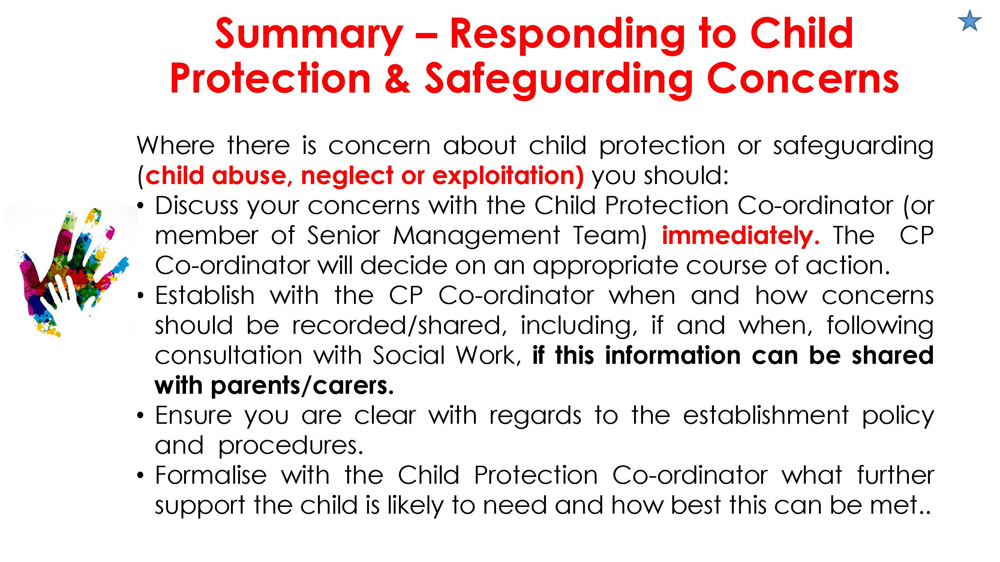 Summary – Responding to Child
Protection & Safeguarding Concerns
Where there is concern about child protection or safeguarding
(child abuse, neglect or exploitation) you should:
• Discuss your concerns with the Child Protection Co-ordinator (or
member of Senior Management Team) immediately. The CP
Co-ordinator will decide on an appropriate course of action.
• Establish with the CP Co-ordinator when and how concerns
should be recorded/shared, including, if and when, following
consultation with Social Work, if this information can be shared
with parents/carers.
• Ensure you are clear with regards to the establishment policy
and procedures.
• Formalise with the Child Protection Co-ordinator what further
support the child is likely to need and how best this can be met..